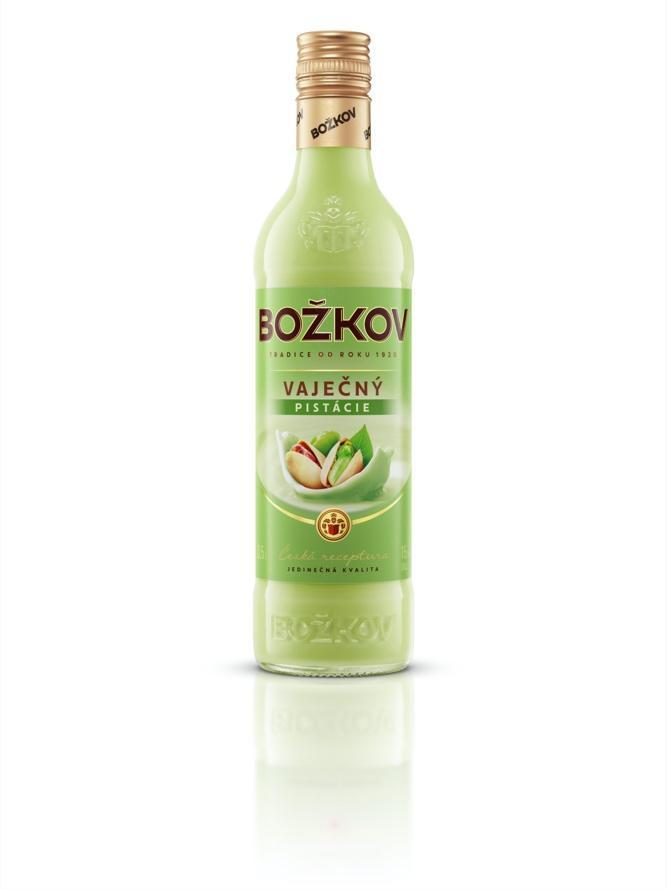 BOŽKOV
BOŽKOV
TRADICE OD ROKU 1920
VAJEČNÝ
PISTÁCIE
Česká receptura
JEDINEČNÁ KVALITA
BOŽKOV